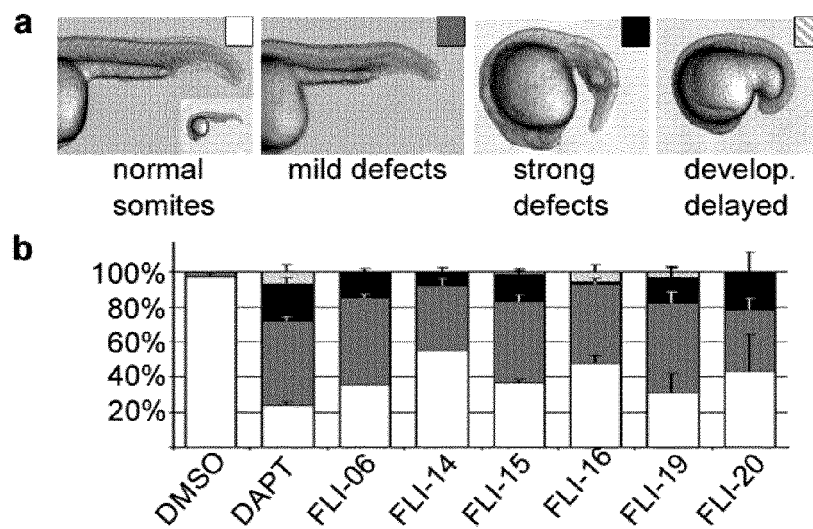 a
normal somites
mild defects
strong defects
develop. delayed
b
100%
80%
60%
40%
20%
DMSO
DAPT
FLI-06
FLI-14
FLI-15
FLI-16
FLI-19
FLI-20